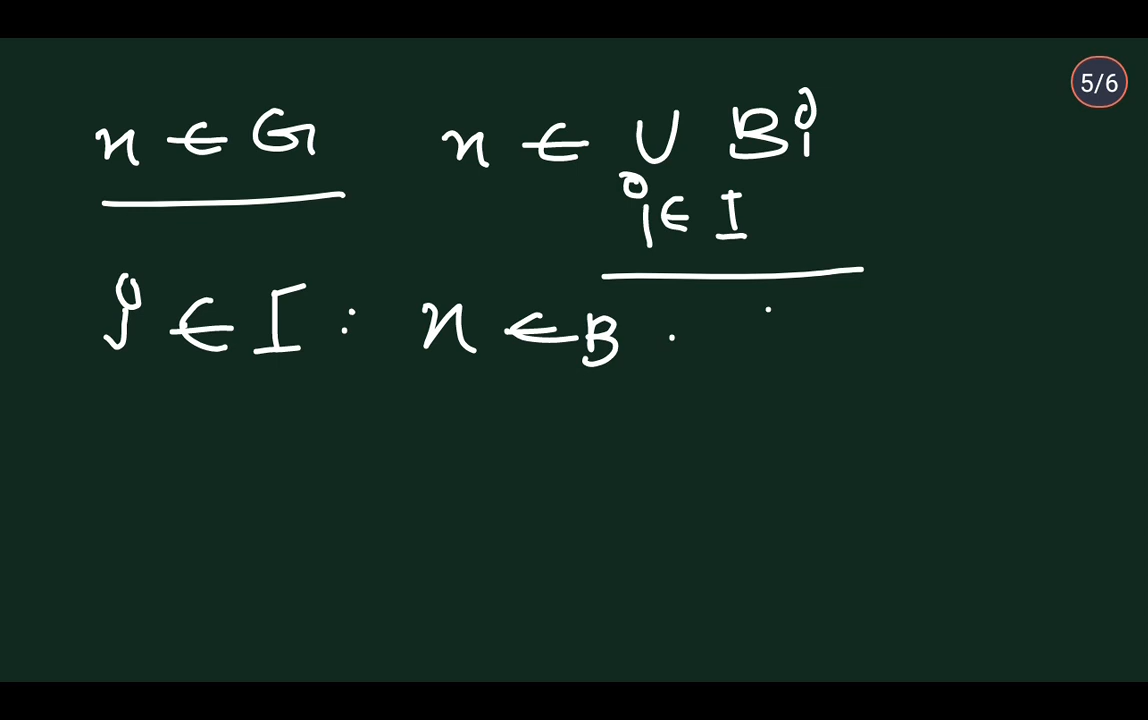 x ∈ G x ∈ ∪ Bi
i ∈ I
j ∈ I : x ∈ B
5/6